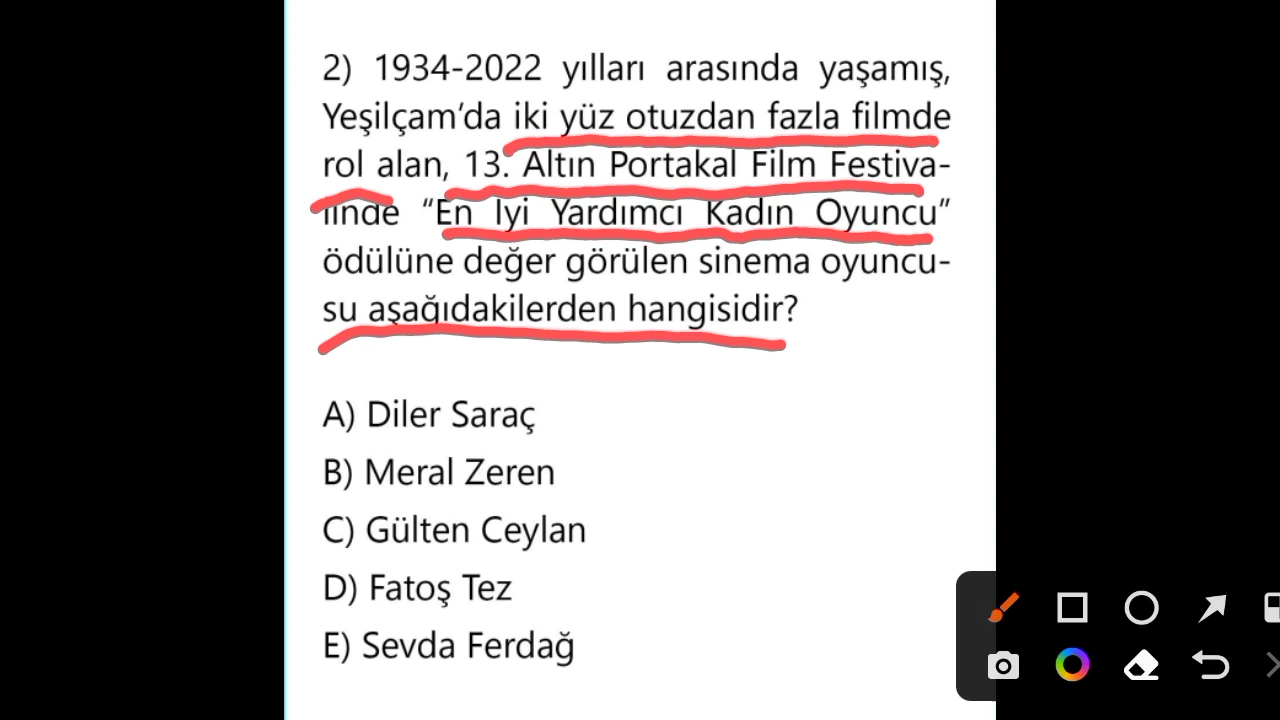 2) 1934-2022 yılları arasında yaşamış,
Yeşilçam’da iki yüz otuzdan fazla filmde
rol alan, 13. Altın Portakal Film Festiva-
linde “En İyi Yardımcı Kadın Oyuncu”
ödülüne değer görülen sinema oyuncu-
su aşağıdakilerden hangisidir?
A) Diler Saraç
B) Meral Zeren
C) Gülten Ceylan
D) Fatoş Tez
E) Sevda Ferdağ